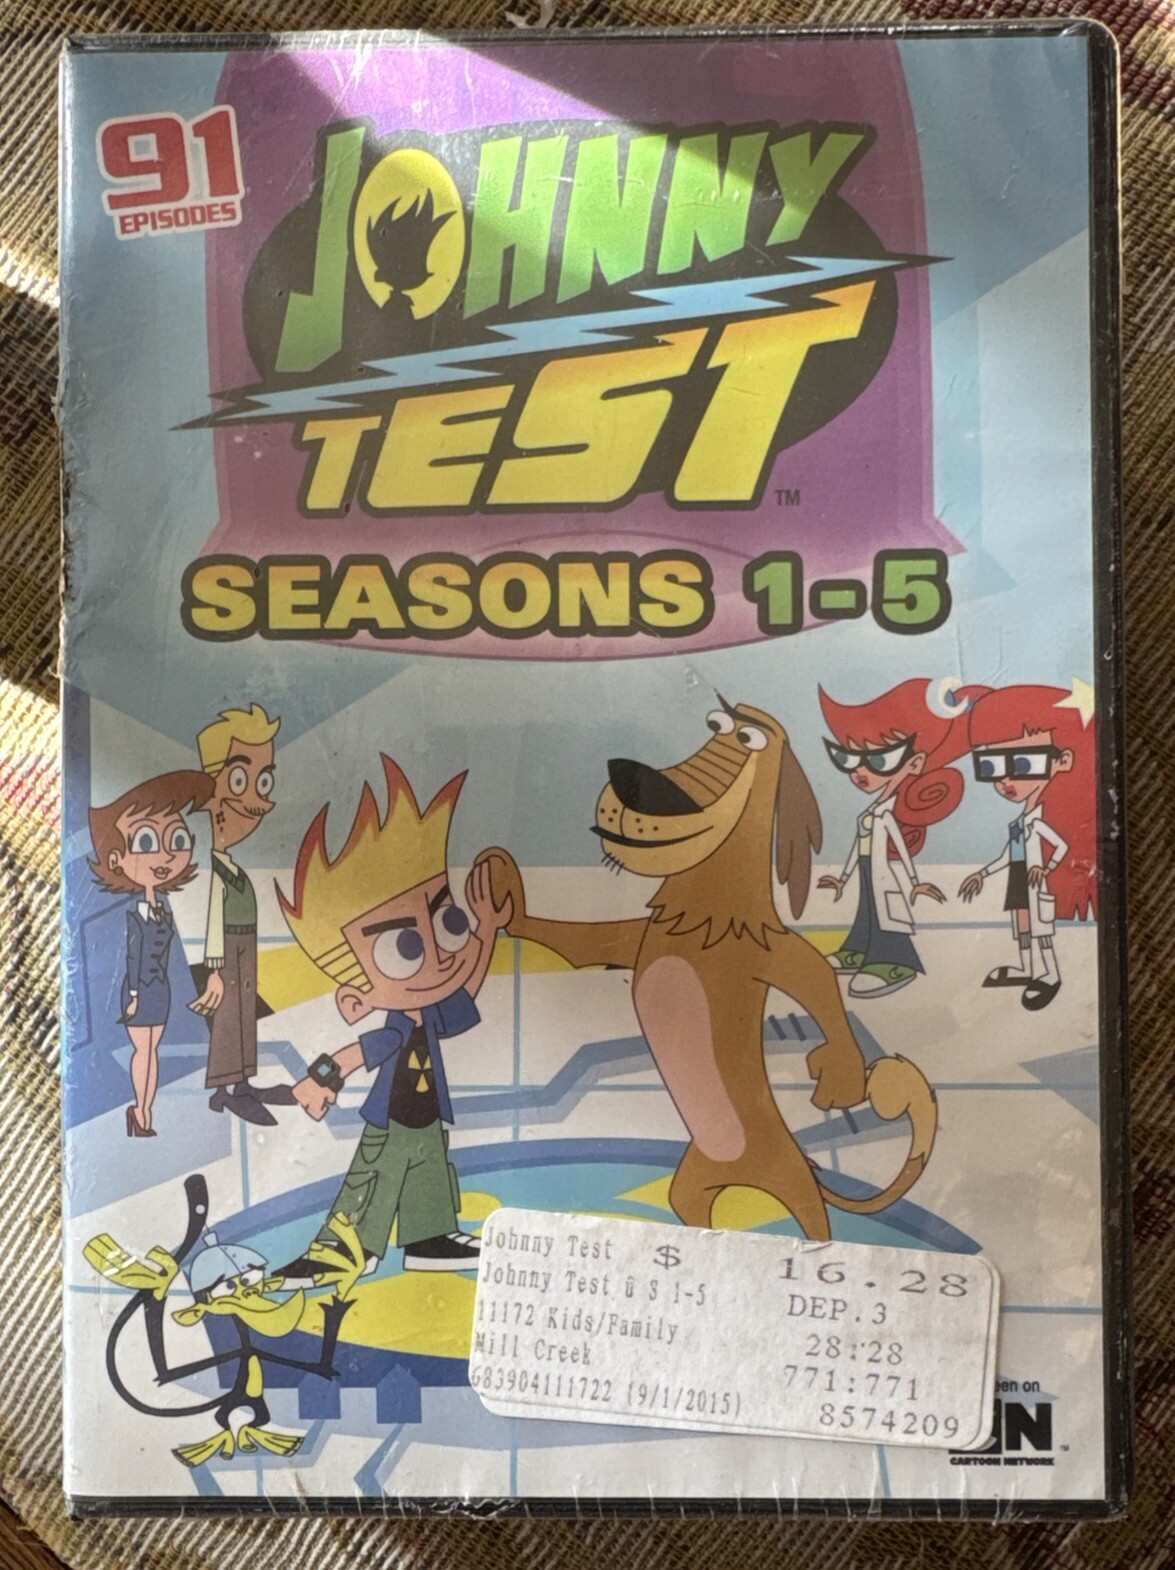 91
EPISODES
JOHNNY
TEST™
SEASONS 1-5
Johnny Test $ 16.28
Johnny Test û S 1-5 DEP.3
11172 Kids/Family 28:28
Mill Creek 771:771
683904111722 (9/1/2015) 8574209
een on
CN
CARTOON NETWORK ™